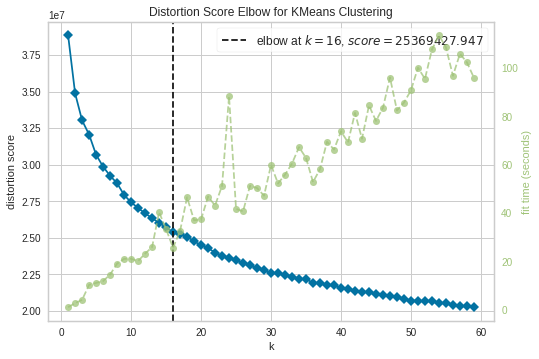 Distortion Score Elbow for KMeans Clustering
1e7
elbow at k = 16, score = 25369427.947
3.75
3.50
3.25
3.00
2.75
2.50
2.25
2.00
distortion score
100
80
60
40
20
0
fit time (seconds)
0 10 20 30 40 50 60
k